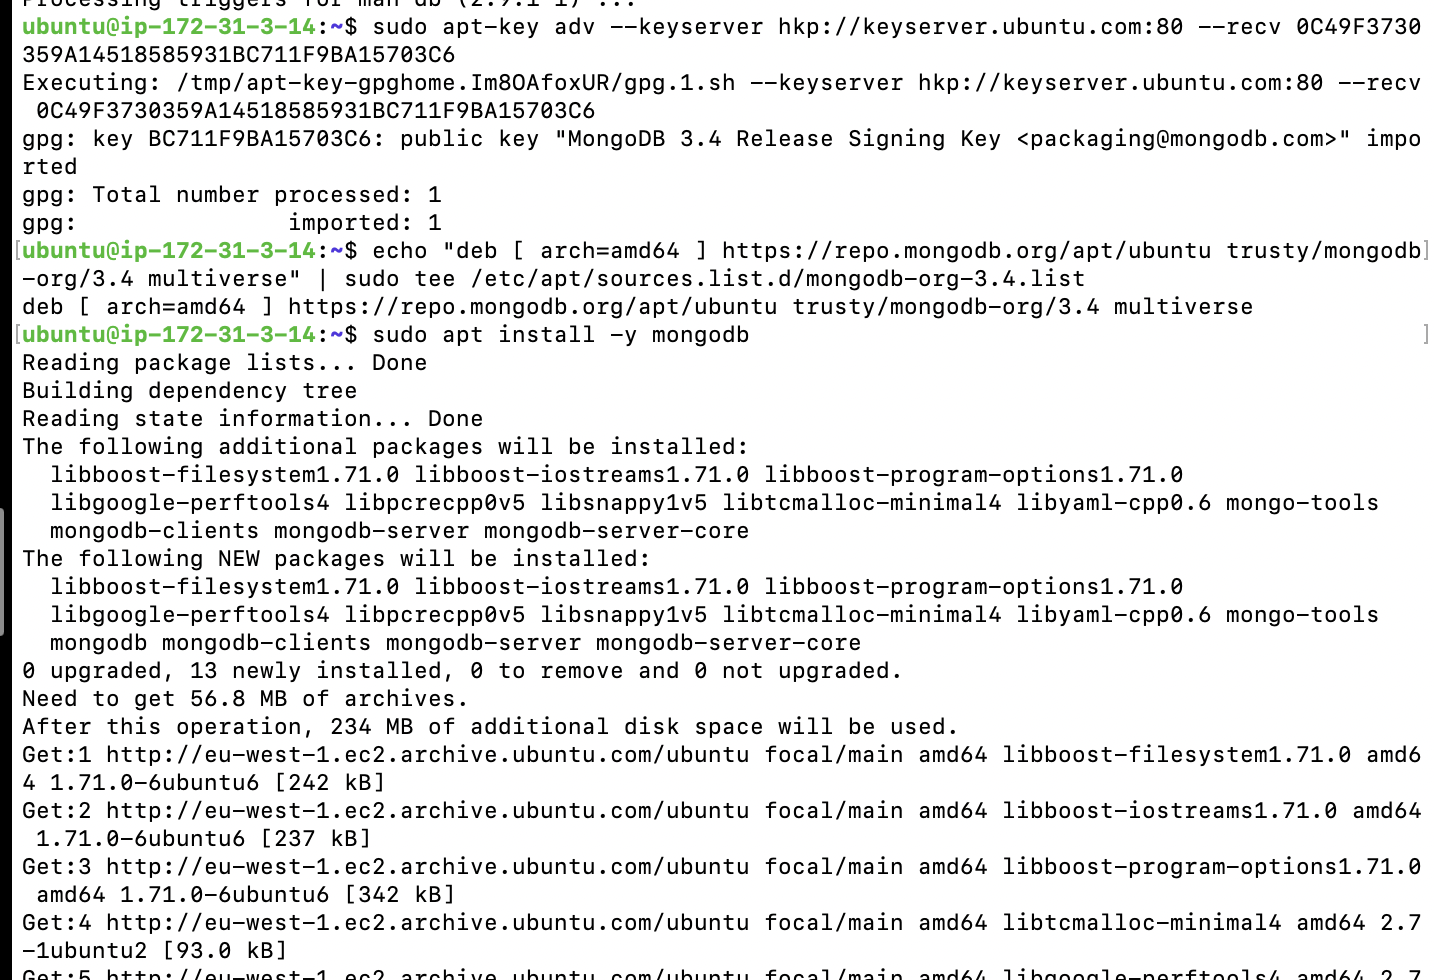 Processing triggers for man-db (2.9.1-1) ...
ubuntu@ip-172-31-3-14:~$ sudo apt-key adv --keyserver hkp://keyserver.ubuntu.com:80 --recv 0C49F3730
359A14518585931BC711F9BA15703C6
Executing: /tmp/apt-key-gpghome.Im8OAfoxUR/gpg.1.sh --keyserver hkp://keyserver.ubuntu.com:80 --recv
 0C49F3730359A14518585931BC711F9BA15703C6
gpg: key BC711F9BA15703C6: public key "MongoDB 3.4 Release Signing Key <packaging@mongodb.com>" impo
rted
gpg: Total number processed: 1
gpg:               imported: 1
[ubuntu@ip-172-31-3-14:~$ echo "deb [ arch=amd64 ] https://repo.mongodb.org/apt/ubuntu trusty/mongodb]
-org/3.4 multiverse" | sudo tee /etc/apt/sources.list.d/mongodb-org-3.4.list
deb [ arch=amd64 ] https://repo.mongodb.org/apt/ubuntu trusty/mongodb-org/3.4 multiverse
[ubuntu@ip-172-31-3-14:~$ sudo apt install -y mongodb ]
Reading package lists... Done
Building dependency tree
Reading state information... Done
The following additional packages will be installed:
  libboost-filesystem1.71.0 libboost-iostreams1.71.0 libboost-program-options1.71.0
  libgoogle-perftools4 libpcrecpp0v5 libsnappy1v5 libtcmalloc-minimal4 libyaml-cpp0.6 mongo-tools
  mongodb-clients mongodb-server mongodb-server-core
The following NEW packages will be installed:
  libboost-filesystem1.71.0 libboost-iostreams1.71.0 libboost-program-options1.71.0
  libgoogle-perftools4 libpcrecpp0v5 libsnappy1v5 libtcmalloc-minimal4 libyaml-cpp0.6 mongo-tools
  mongodb mongodb-clients mongodb-server mongodb-server-core
0 upgraded, 13 newly installed, 0 to remove and 0 not upgraded.
Need to get 56.8 MB of archives.
After this operation, 234 MB of additional disk space will be used.
Get:1 http://eu-west-1.ec2.archive.ubuntu.com/ubuntu focal/main amd64 libboost-filesystem1.71.0 amd6
4 1.71.0-6ubuntu6 [242 kB]
Get:2 http://eu-west-1.ec2.archive.ubuntu.com/ubuntu focal/main amd64 libboost-iostreams1.71.0 amd64
 1.71.0-6ubuntu6 [237 kB]
Get:3 http://eu-west-1.ec2.archive.ubuntu.com/ubuntu focal/main amd64 libboost-program-options1.71.0
 amd64 1.71.0-6ubuntu6 [342 kB]
Get:4 http://eu-west-1.ec2.archive.ubuntu.com/ubuntu focal/main amd64 libtcmalloc-minimal4 amd64 2.7
-1ubuntu2 [93.0 kB]
Get:5 http://eu-west-1.ec2.archive.ubuntu.com/ubuntu focal/main amd64 libgoogle-perftools4 amd64 2.7